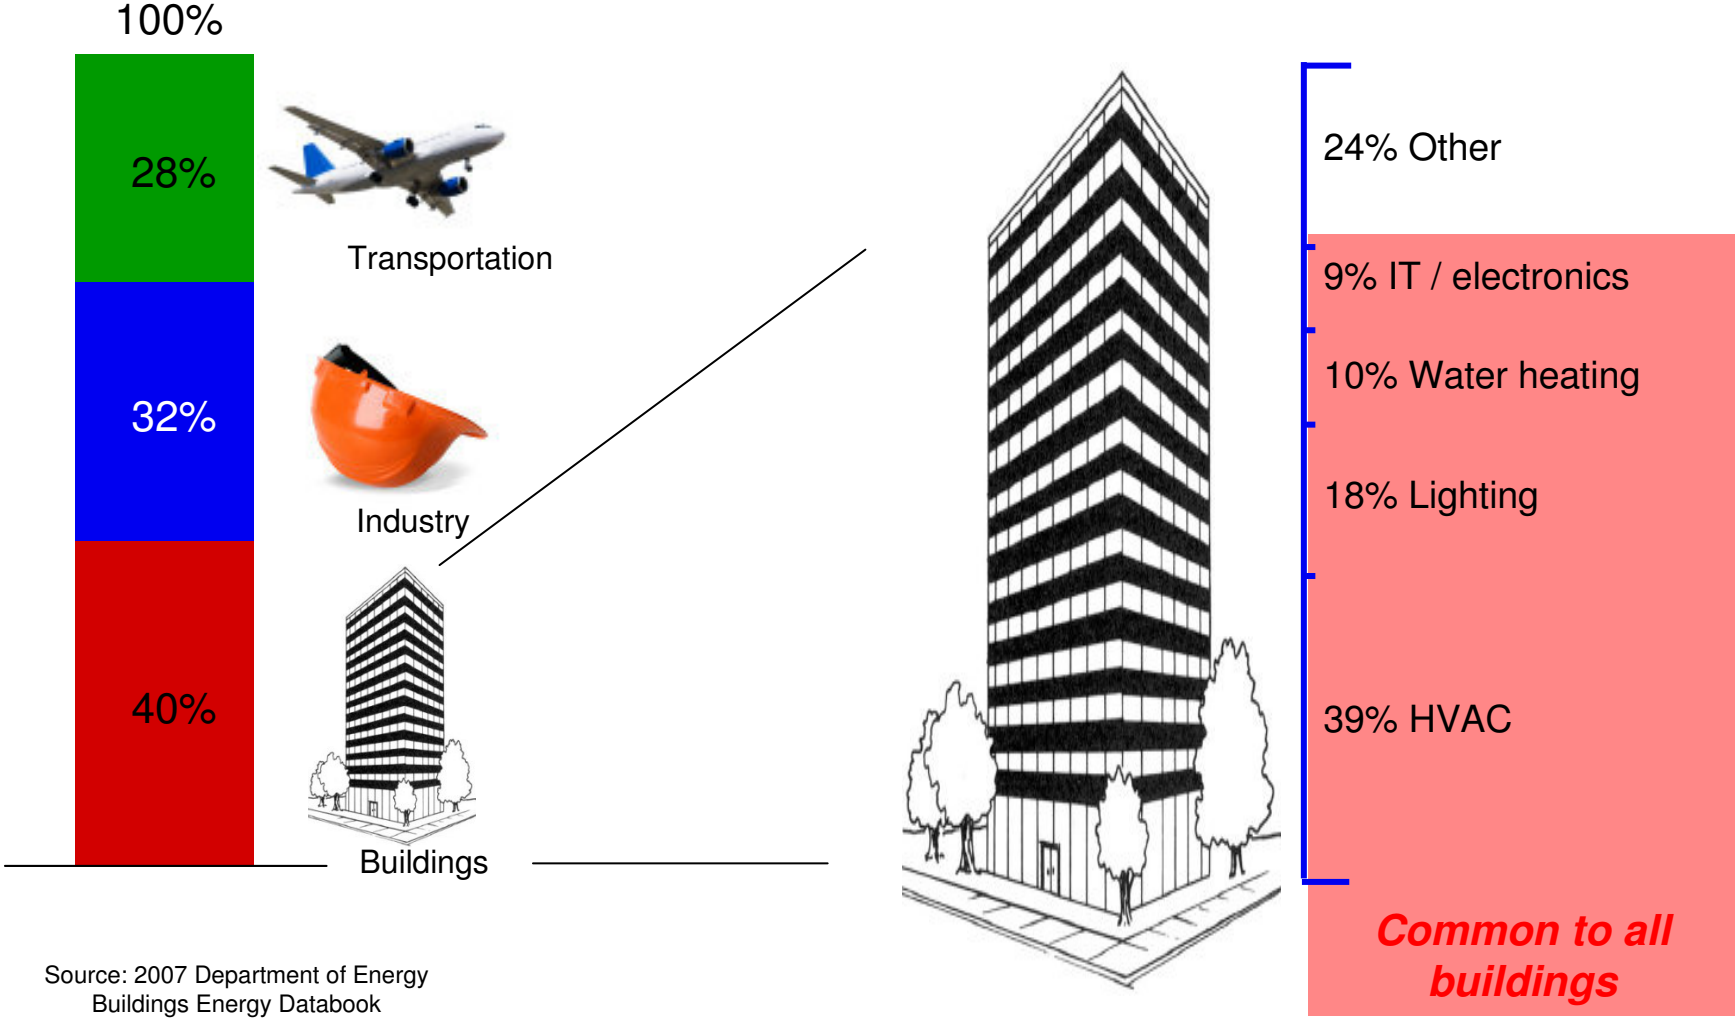 100%
28%
Transportation
32%
Industry
40%
Buildings
Source: 2007 Department of Energy
Buildings Energy Databook
24% Other
9% IT / electronics
10% Water heating
18% Lighting
39% HVAC
Common to all
buildings